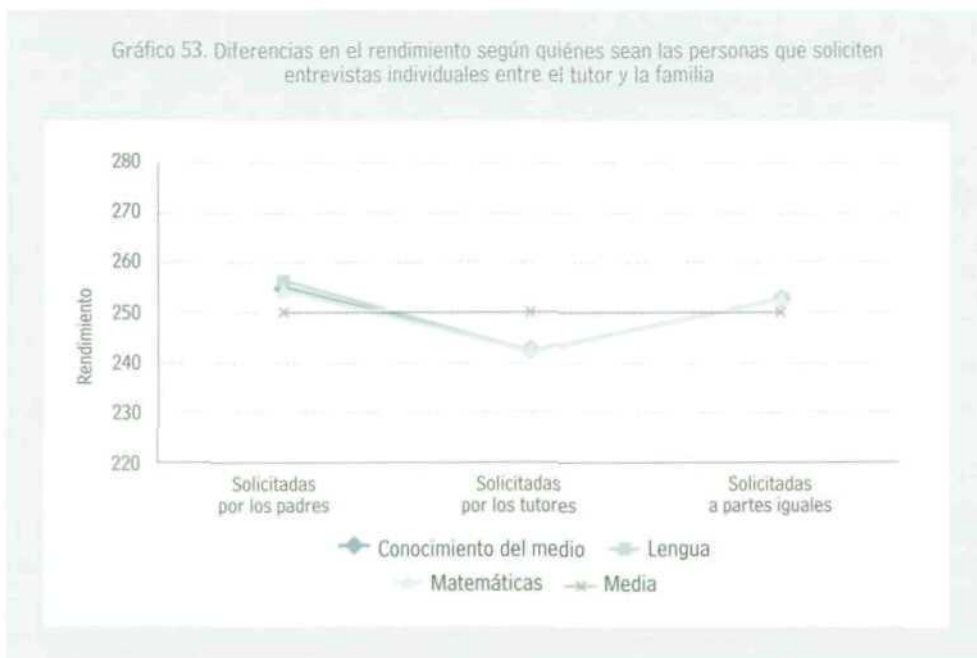 Gráfico 53. Diferencias en el rendimiento según quiénes sean las personas que soliciten
entrevistas individuales entre el tutor y la familia
280
270
260
250
240
230
220
Rendimiento
Solicitadas
por los padres
Solicitadas
por los tutores
Solicitadas
a partes iguales
Conocimiento del medio
Lengua
Matemáticas
Media